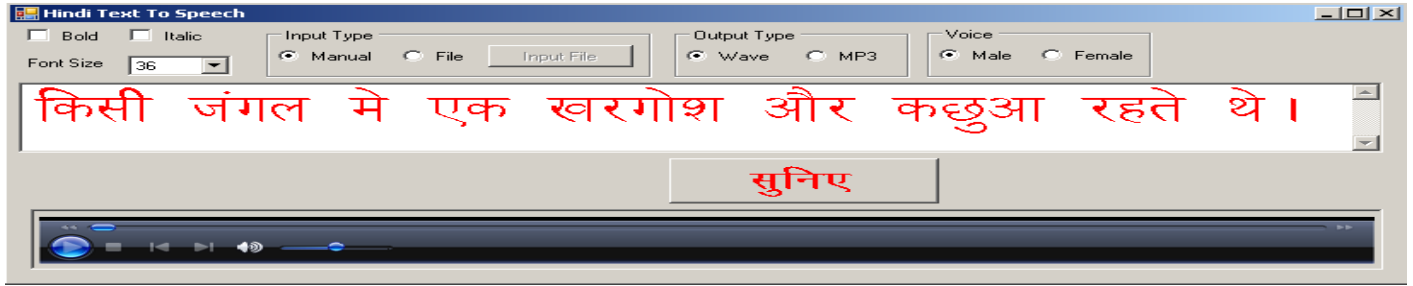 Hindi Text To Speech
Bold Italic Input Type Output Type Voice
Font Size 36 Manual File Input File Wave MP3 Male Female
किसी जंगल मे एक खरगोश और कछुआ रहते थे।
सुनिए